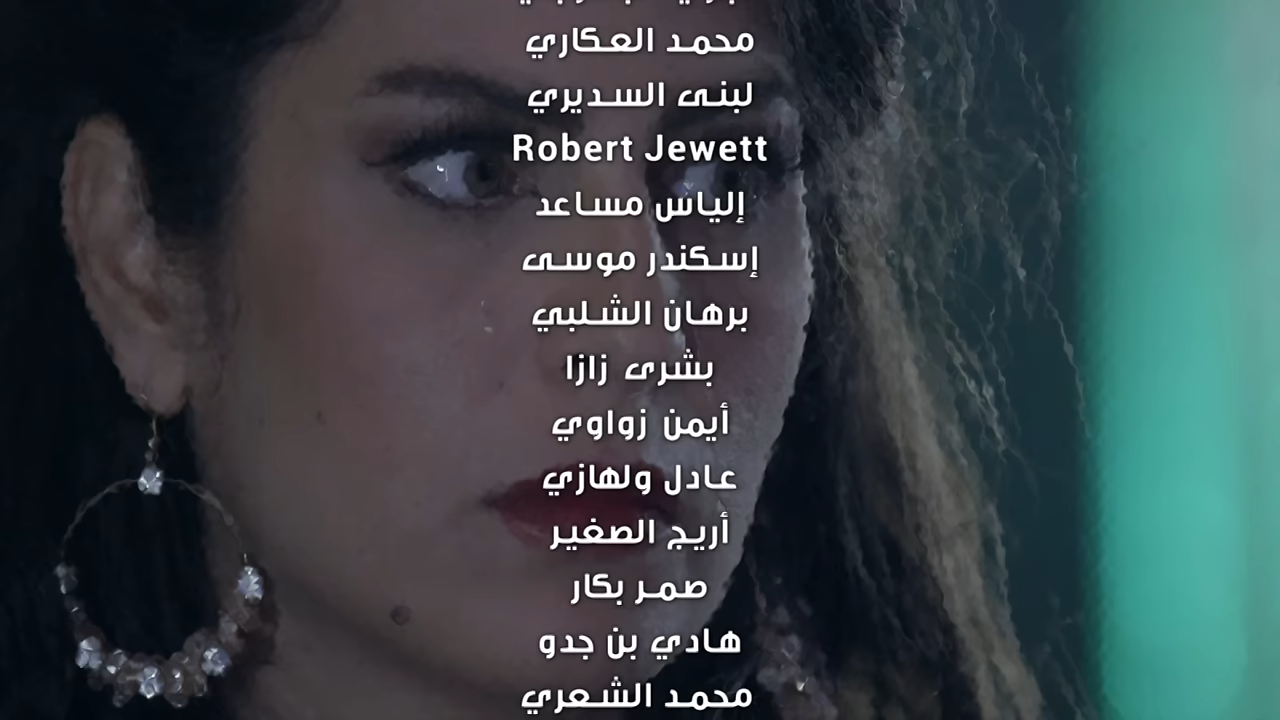 محمد العكاري
لبنى السديري
Robert Jewett
إلياس مساعد
إسكندر موسى
برهان الشلبي
بشرى زازا
أيمن زواوي
عادل ولهازي
أريج الصغير
صمر بكار
هادي بن جدو
محمد الشعري